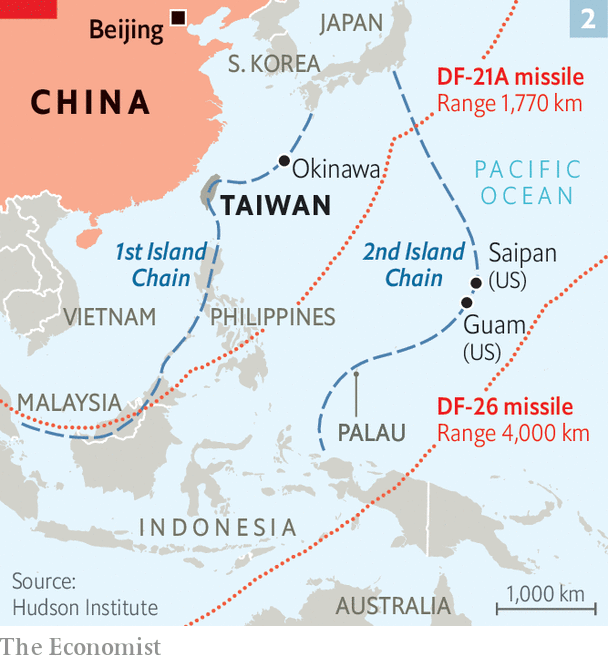 2
Beijing
JAPAN
S. KOREA
CHINA
DF-21A missile
Range 1,770 km
Okinawa
PACIFIC
OCEAN
TAIWAN
1st Island
Chain
2nd Island
Chain
Saipan
(US)
VIETNAM
PHILIPPINES
Guam
(US)
MALAYSIA
DF-26 missile
Range 4,000 km
PALAU
INDONESIA
Source:
Hudson Institute
1,000 km
AUSTRALIA
The Economist